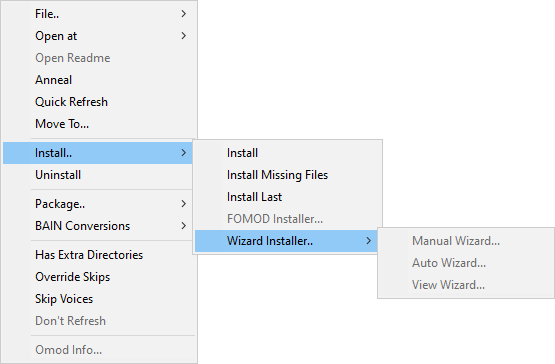 File..
Open at
Open Readme
Anneal
Quick Refresh
Move To...
Install..
Uninstall
Package..
BAIN Conversions
Has Extra Directories
Override Skips
Skip Voices
Don't Refresh
Omod Info...
Install
Install Missing Files
Install Last
FOMOD Installer...
Wizard Installer..
Manual Wizard...
Auto Wizard...
View Wizard...